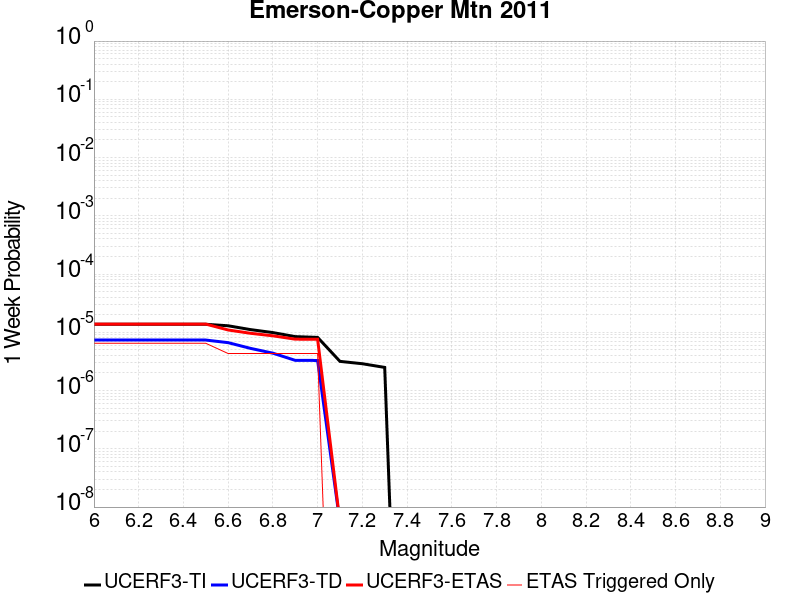 Emerson-Copper Mtn 2011
10^0
10^-1
10^-2
10^-3
10^-4
10^-5
10^-6
10^-7
10^-8
1 Week Probability
6 6.2 6.4 6.6 6.8 7 7.2 7.4 7.6 7.8 8 8.2 8.4 8.6 8.8 9
Magnitude
UCERF3-TI UCERF3-TD UCERF3-ETAS ETAS Triggered Only